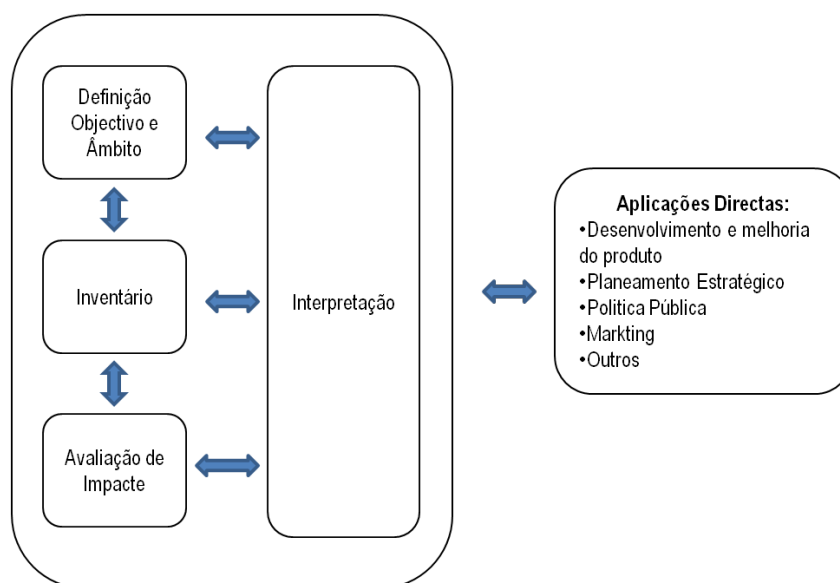 Definição
Objectivo e
Âmbito
Inventário
Avaliação de
Impacte
Interpretação
Aplicações Directas:
•Desenvolvimento e melhoria
do produto
•Planeamento Estratégico
•Politica Pública
•Markting
•Outros